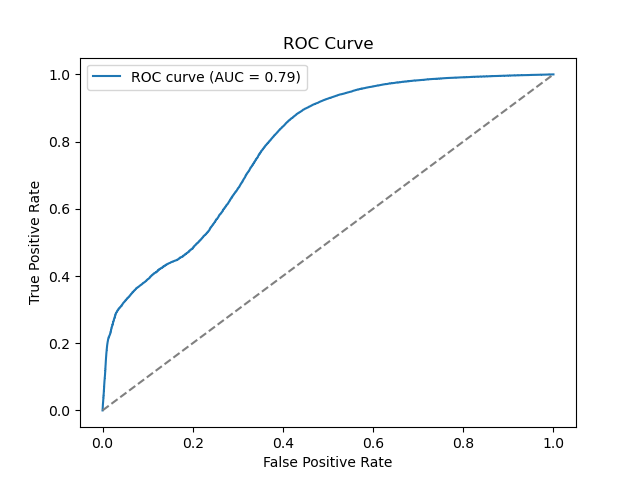 ROC Curve
ROC curve (AUC = 0.79)
True Positive Rate
1.0
0.8
0.6
0.4
0.2
0.0
0.0 0.2 0.4 0.6 0.8 1.0
False Positive Rate